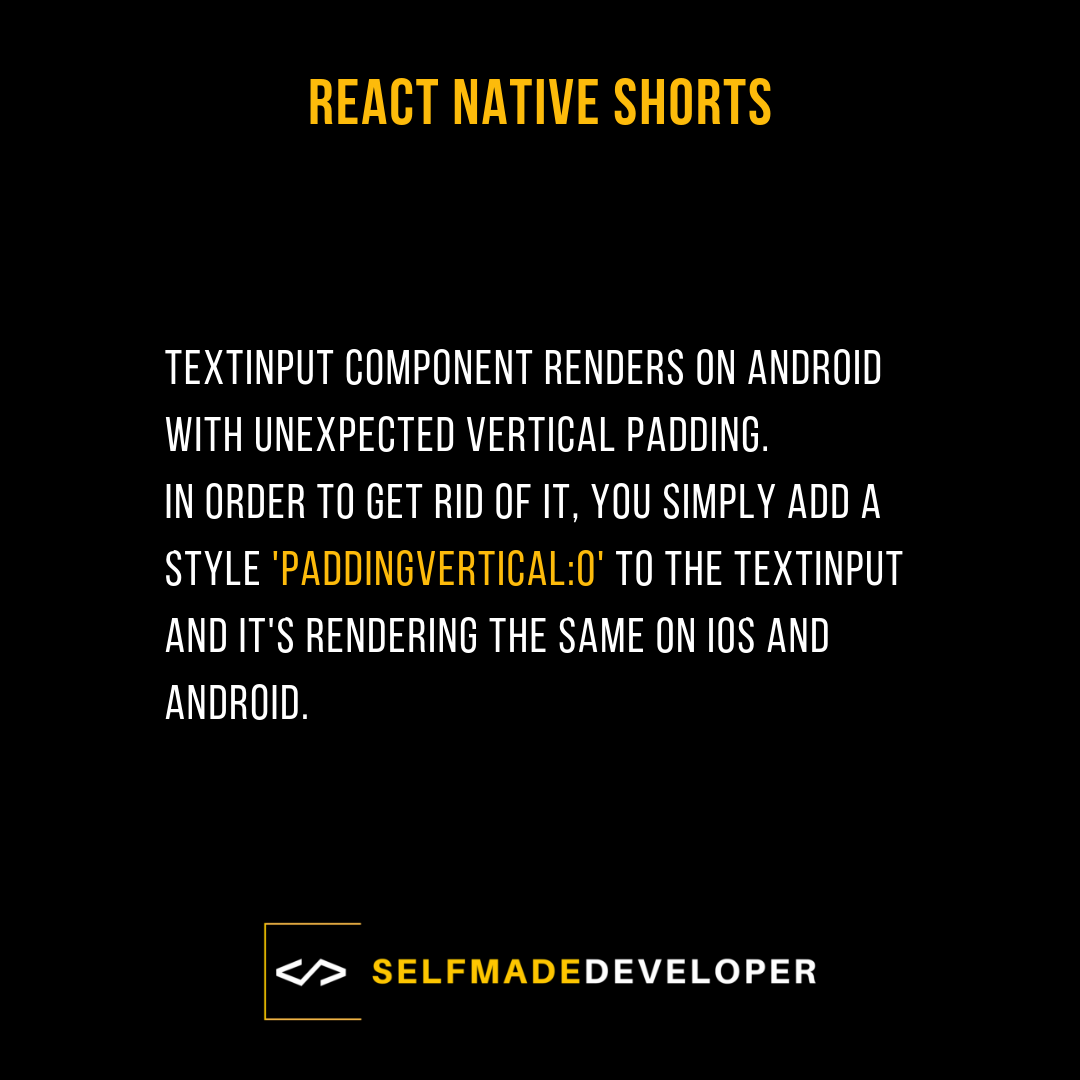 REACT NATIVE SHORTS
TEXTINPUT COMPONENT RENDERS ON ANDROID
WITH UNEXPECTED VERTICAL PADDING.
IN ORDER TO GET RID OF IT, YOU SIMPLY ADD A
STYLE 'PADDINGVERTICAL:0' TO THE TEXTINPUT
AND IT'S RENDERING THE SAME ON IOS AND
ANDROID.
</> SELFMADEDEVELOPER